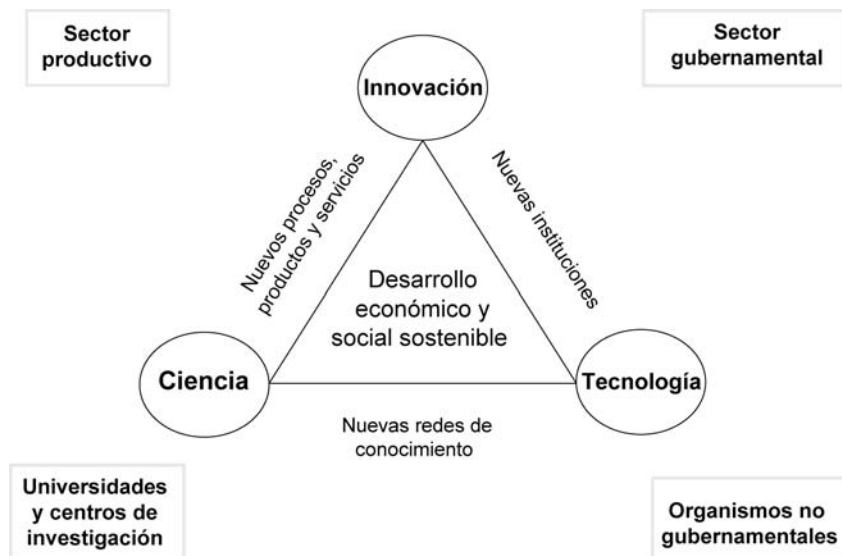 Sector
productivo
Sector
gubernamental
Innovación
Nuevos procesos,
productos y servicios
Nuevas instituciones
Desarrollo
económico y
social sostenible
Ciencia
Tecnología
Nuevas redes de
conocimiento
Universidades
y centros de
investigación
Organismos no
gubernamentales